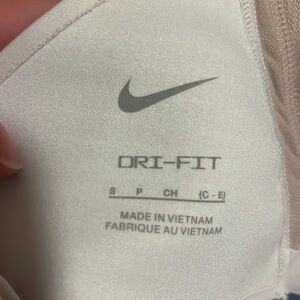 DRI-FIT
S P CH (C - E)
MADE IN VIETNAM
FABRIQUE AU VIETNAM